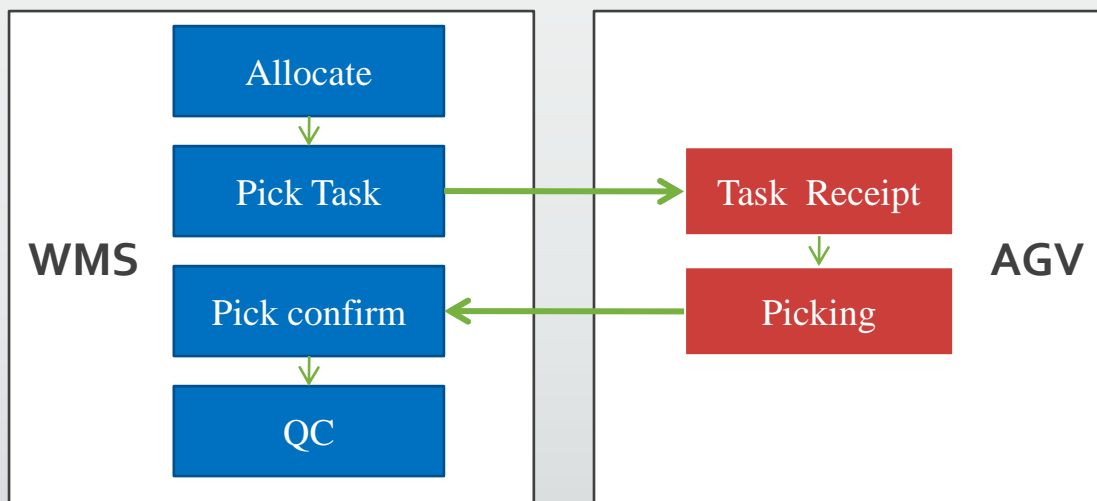 Allocate
Pick Task
Task Receipt
WMS
AGV
Pick confirm
Picking
QC